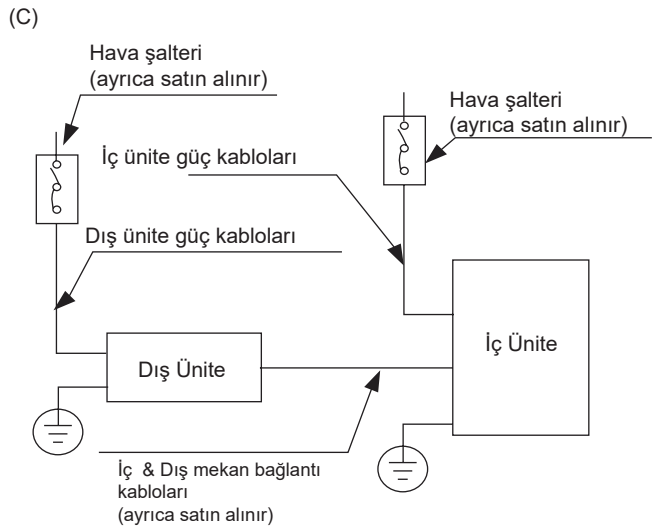 (C)
Hava şalteri
(ayrıca satın alınır)
Hava şalteri
(ayrıca satın alınır)
İç ünite güç kabloları
Dış ünite güç kabloları
İç Ünite
Dış Ünite
İç & Dış mekan bağlantı
kabloları
(ayrıca satın alınır)